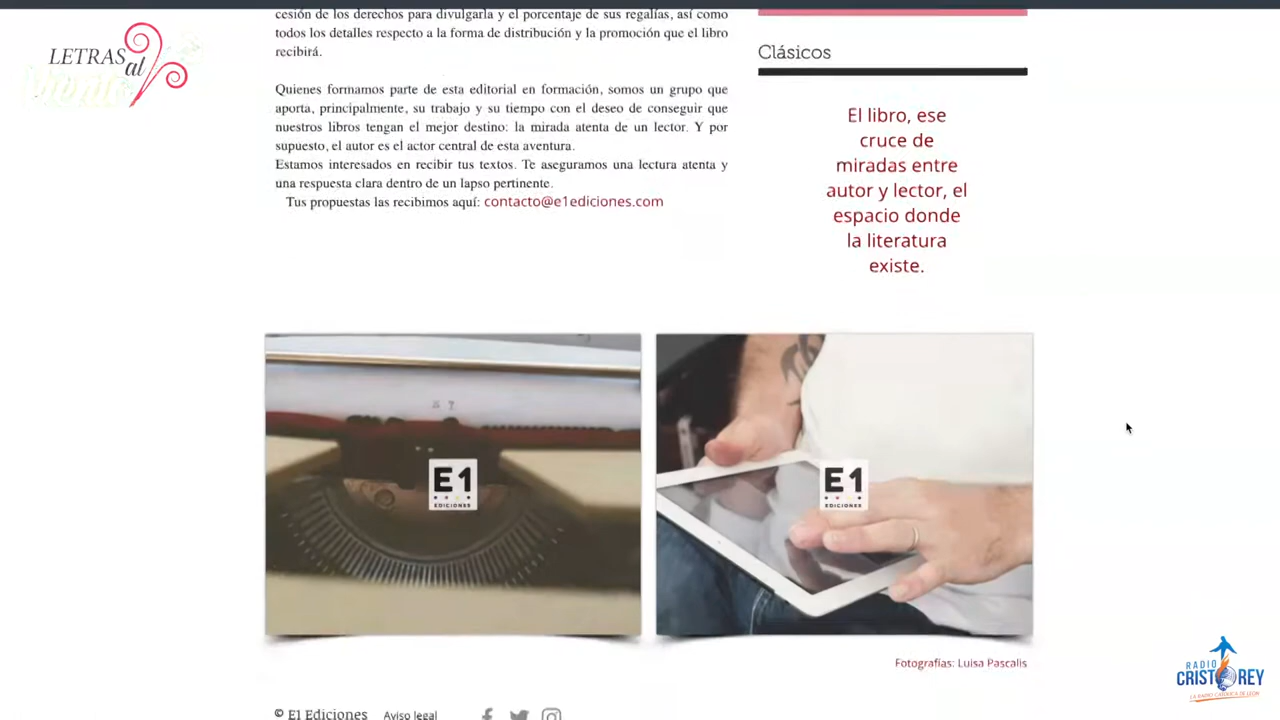 LETRAS
al
cesión de los derechos para divulgarla y el porcentaje de sus regalías, así como
todos los detalles respecto a la forma de distribución y la promoción que el libro
recibirá.
Quienes formamos parte de esta editorial en formación, somos un grupo que
aporta, principalmente, su trabajo y su tiempo con el deseo de conseguir que
nuestros libros tengan el mejor destino: la mirada atenta de un lector. Y por
supuesto, el autor es el actor central de esta aventura.
Estamos interesados en recibir tus textos. Te aseguramos una lectura atenta y
una respuesta clara dentro de un lapso pertinente.
Tus propuestas las recibimos aquí: contacto@e1ediciones.com
Clásicos
El libro, ese
cruce de
miradas entre
autor y lector, el
espacio donde
la literatura
existe.
E1
EDICIONES
E1
EDICIONES
Fotografías: Luisa Pascalis
© E1 Ediciones Aviso legal
RADIO
CRISTOREY
LA RADIO CATÓLICA DE LEÓN